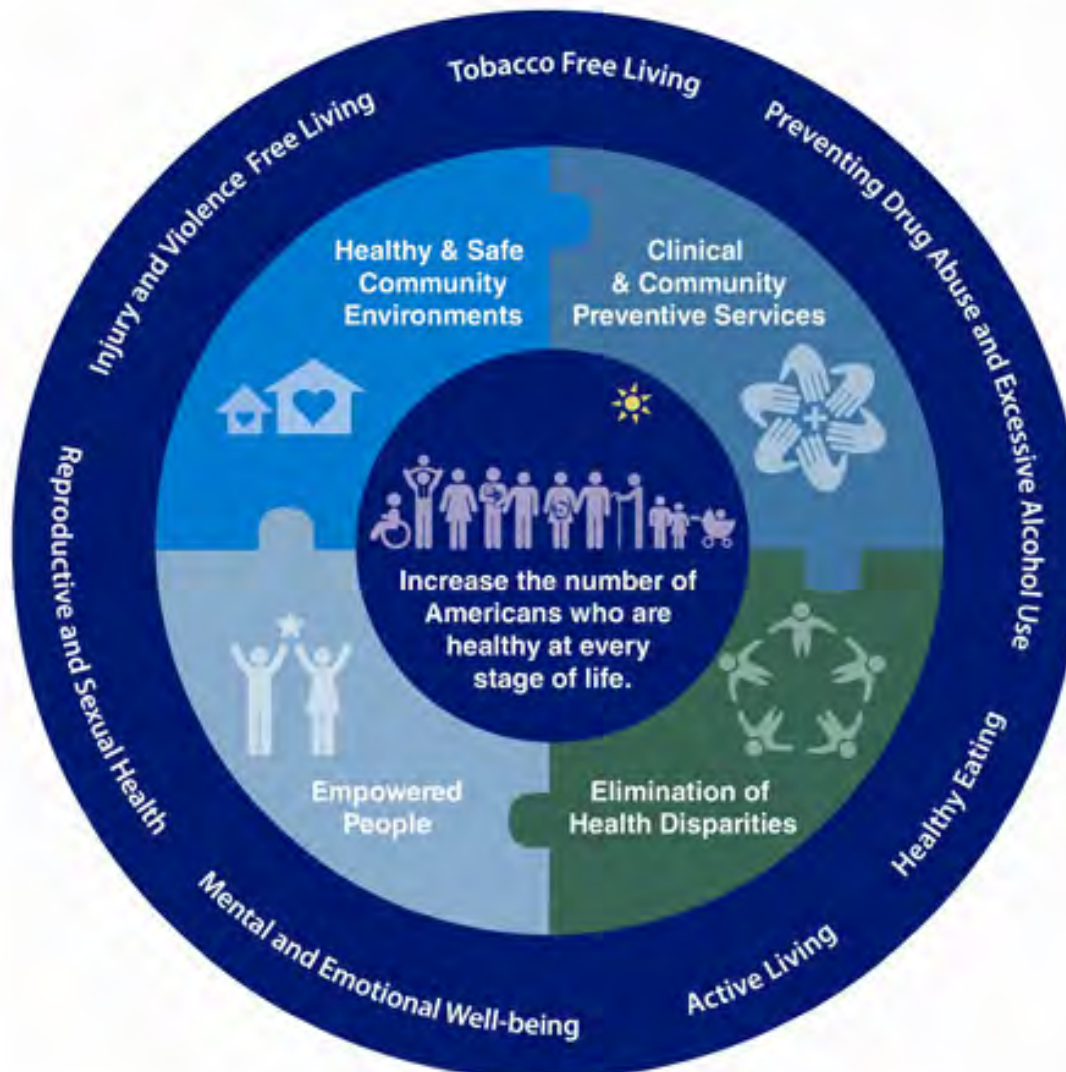 Tobacco Free Living
Preventing Drug Abuse and Excessive Alcohol Use
Healthy Eating
Active Living
Mental and Emotional Well-being
Reproductive and Sexual Health
Injury and Violence Free Living
Healthy & Safe
Community
Environments
Clinical
& Community
Preventive Services
Increase the number of
Americans who are
healthy at every
stage of life.
Empowered
People
Elimination of
Health Disparities